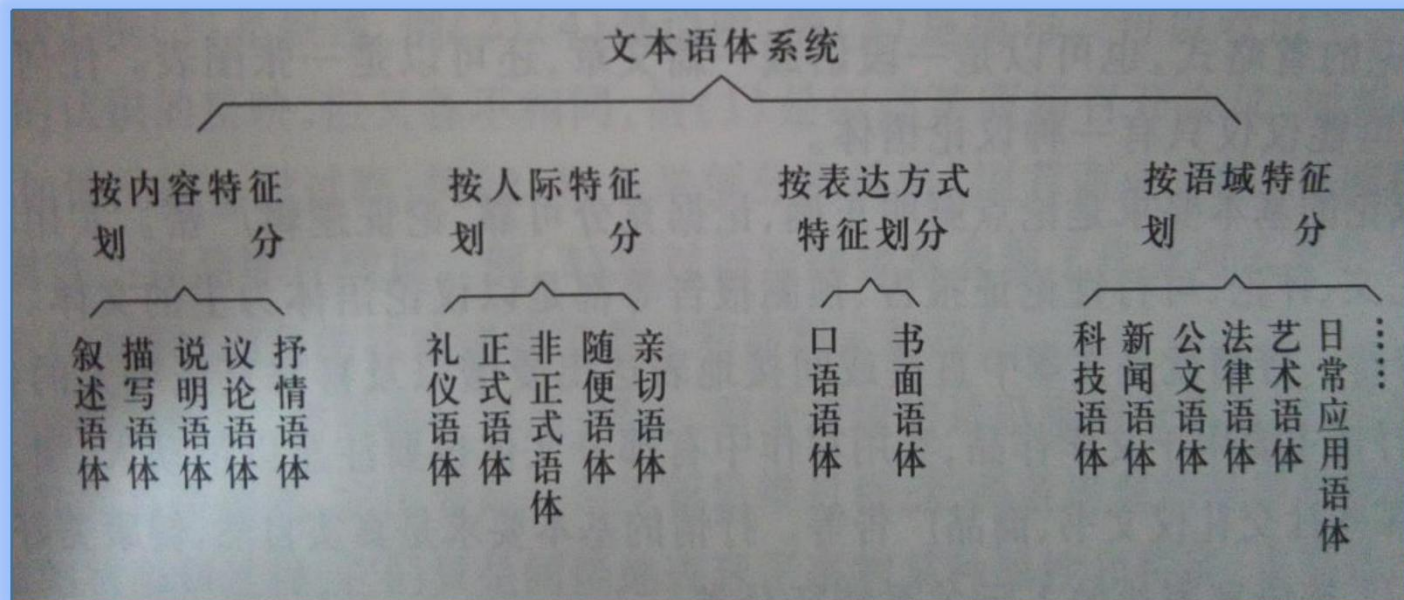 文本语体系统
按内容特征
划分
按人际特征
划分
按表达方式
特征划分
按语域特征
划分
叙述语体
描写语体
说明语体
议论语体
抒情语体
礼仪语体
正式语体
非正式语体
随便语体
亲切语体
口语语体
书面语体
科技语体
新闻语体
公文语体
法律语体
艺术语体
日常应用语体
……